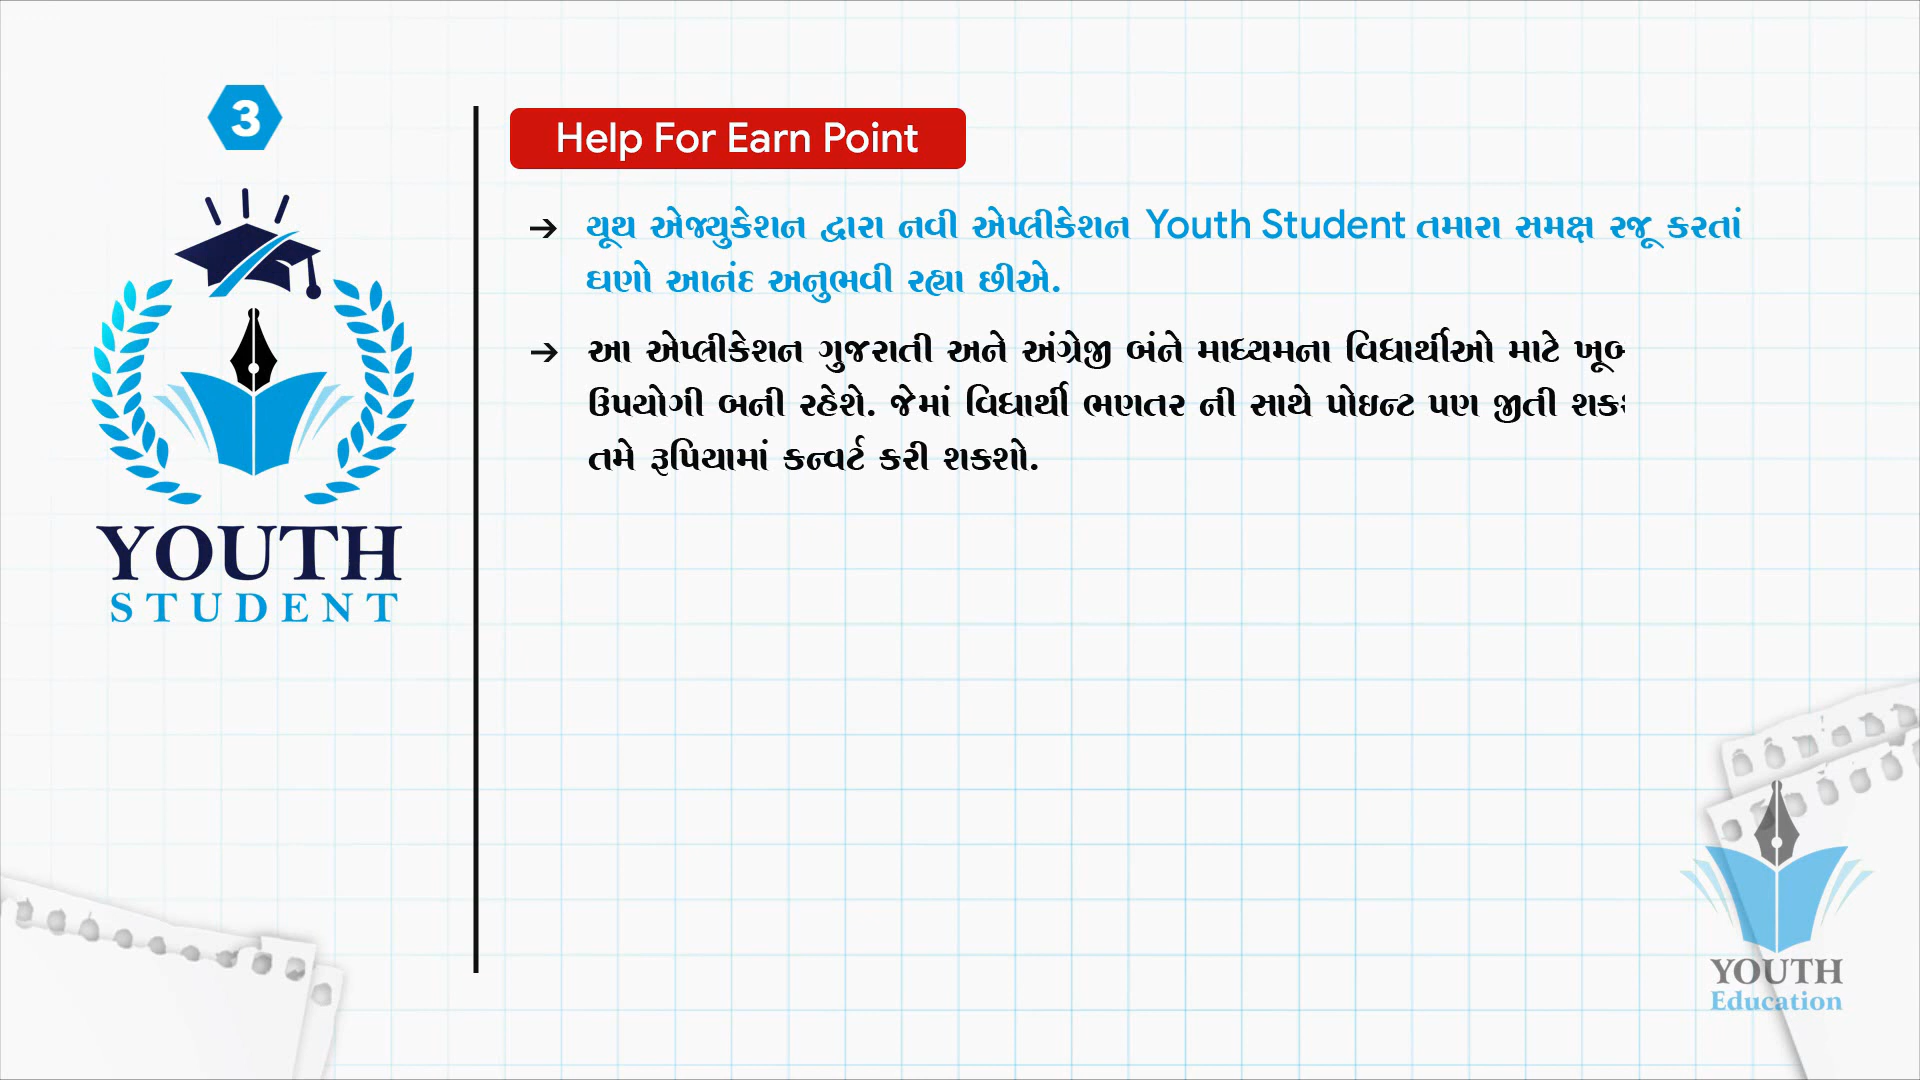 3
YOUTH
STUDENT
Help For Earn Point
→ યૂથ એજ્યુકેશન દ્વારા નવી એપ્લીકેશન Youth Student તમારા સમક્ષ રજૂ કરતાં
ઘણો આનંદ અનુભવી રહ્યા છીએ.
→ આ એપ્લીકેશન ગુજરાતી અને અંગ્રેજી બંને માધ્યમના વિદ્યાર્થીઓ માટે
ઉપયોગી બની રહેશે. જેમાં વિદ્યાર્થી ભણતર ની સાથે પોઇન્ટ પણ જીતી
તમે રૂપિયામાં કન્વર્ટ કરી શકશો.
YOUTH
Education